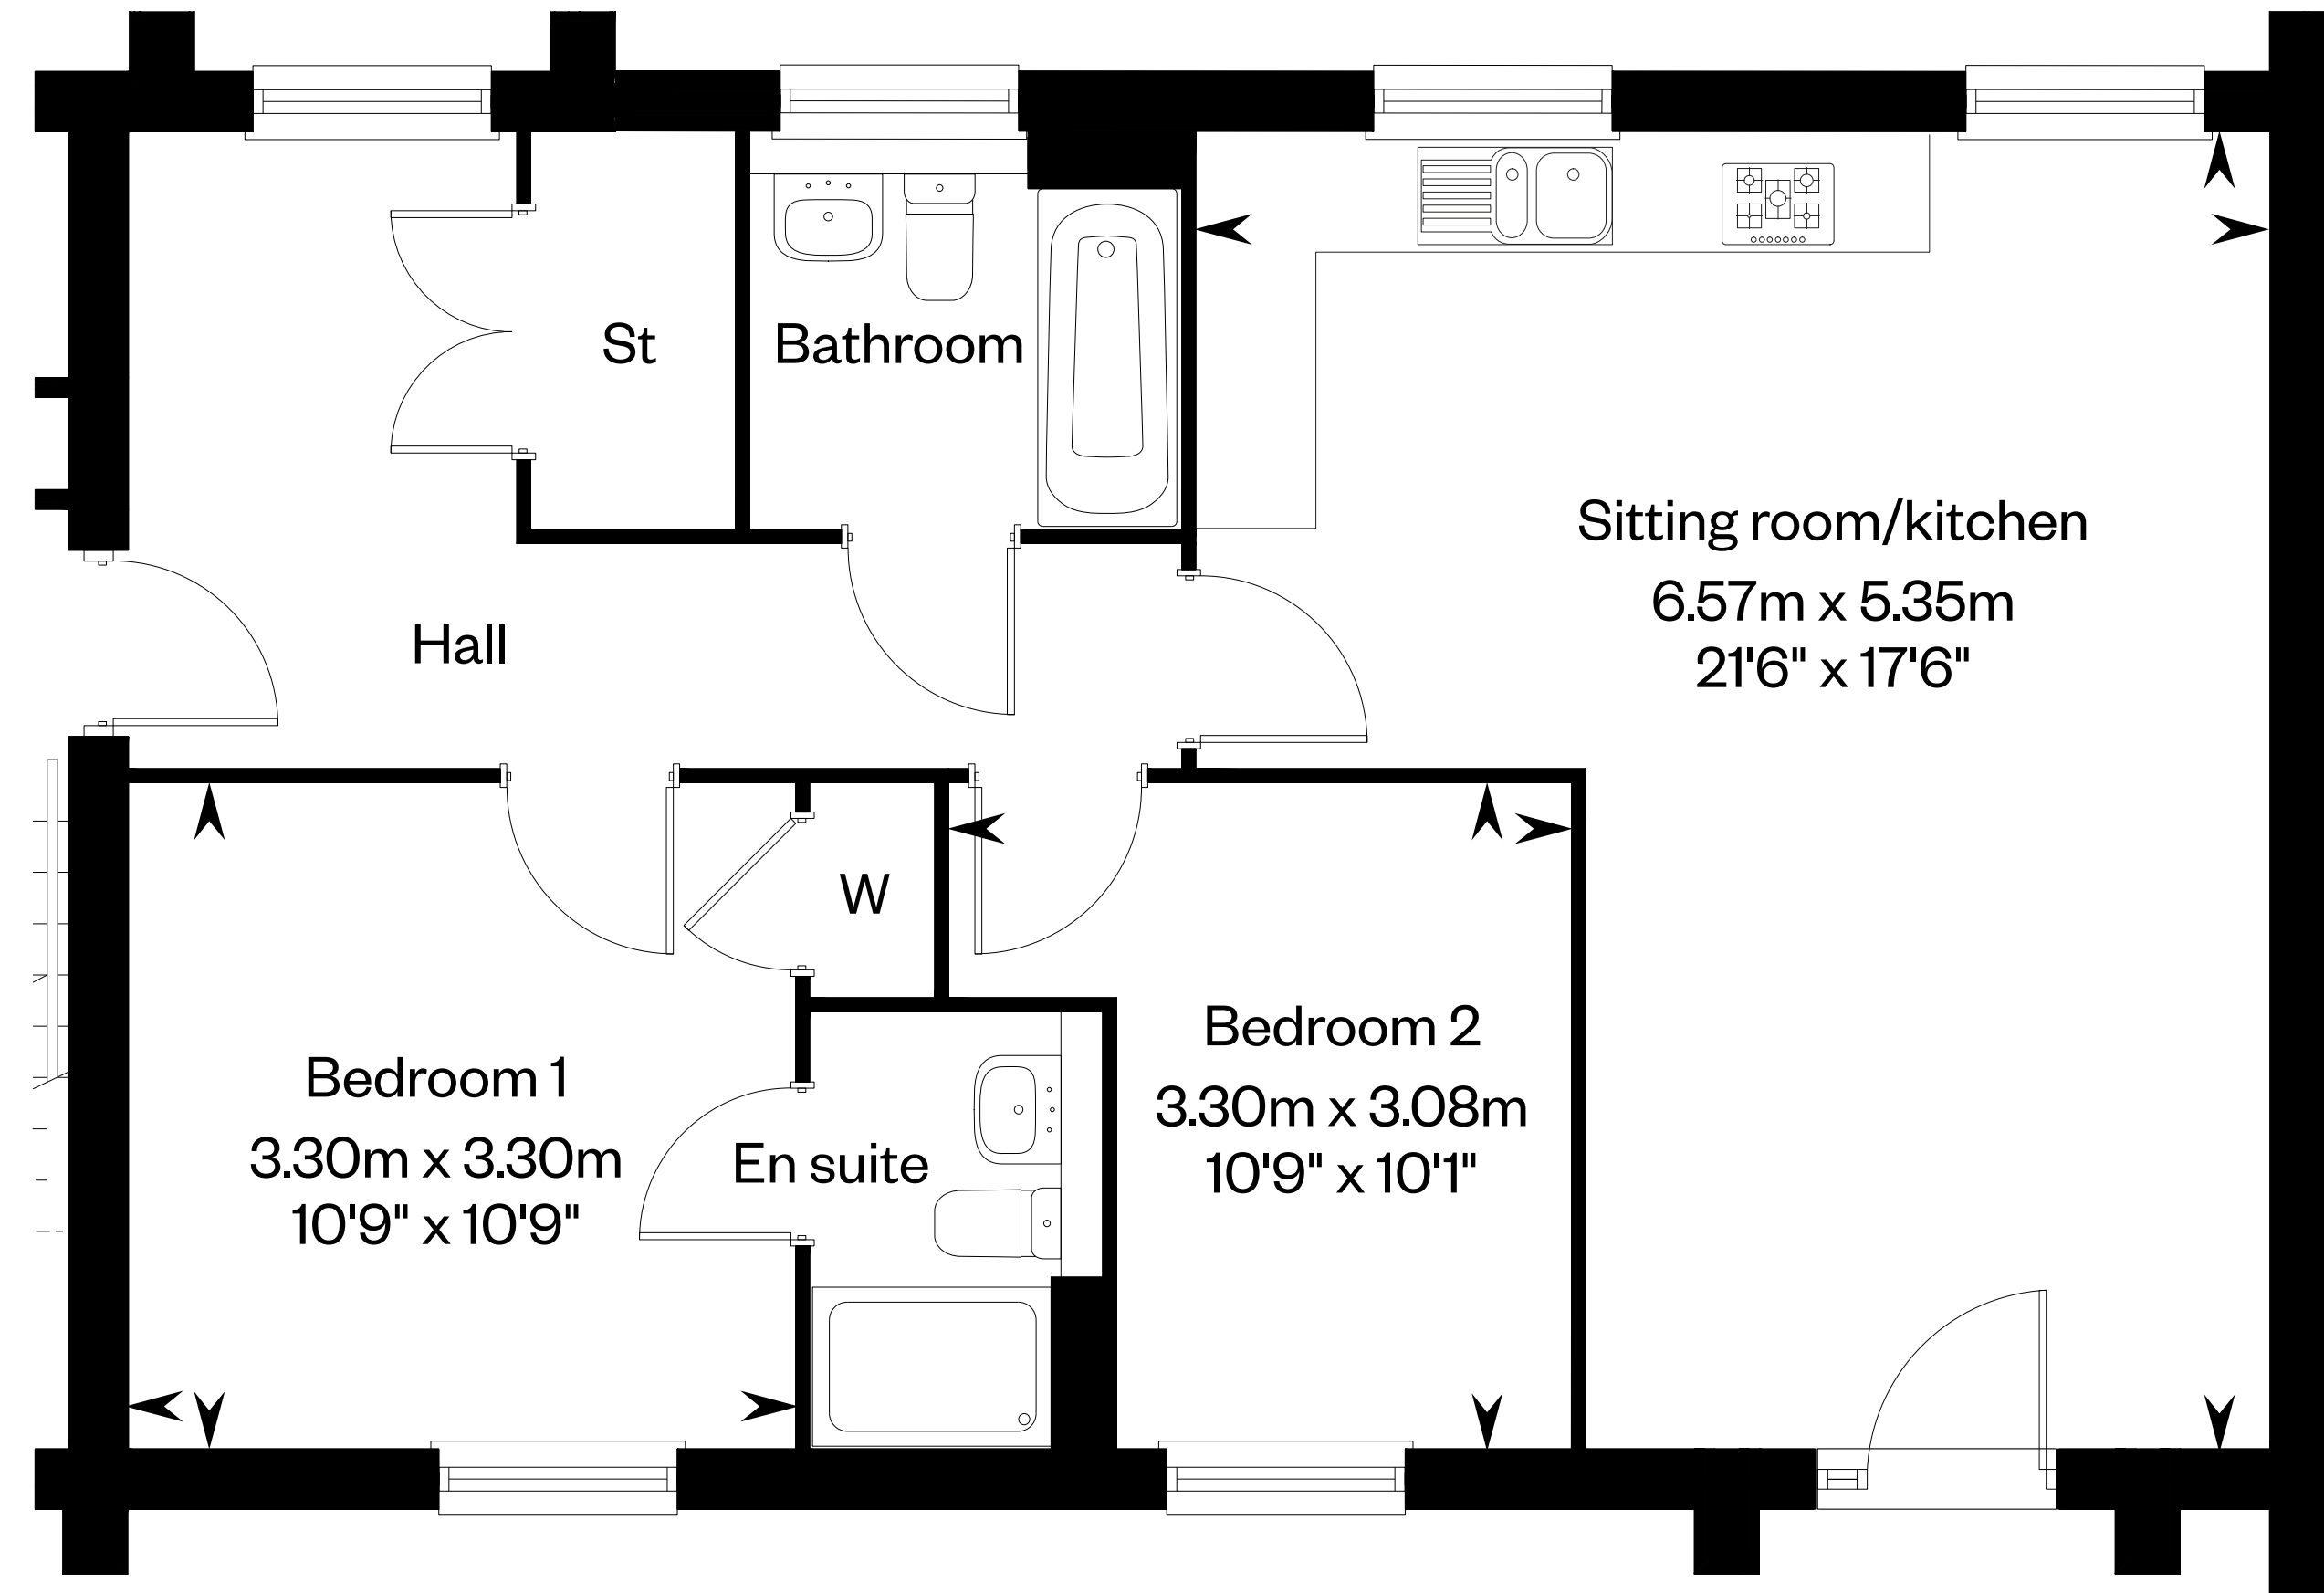 St
Bathroom
Hall
Sitting room/kitchen
6.57m x 5.35m
21'6" x 17'6"
W
Bedroom 1
3.30m x 3.30m
10'9" x 10'9"
En suite
Bedroom 2
3.30m x 3.08m
10'9" x 10'1"